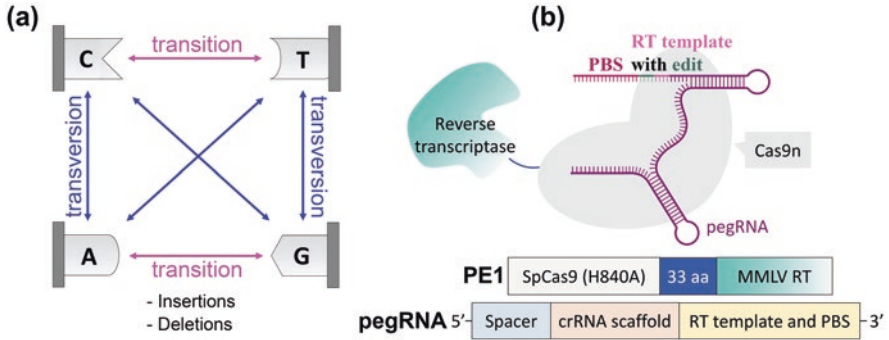 (a)
C
transition
T
transversion
transversion
A
transition
G
- Insertions
- Deletions
(b)
RT template
PBS with edit
Reverse
transcriptase
Cas9n
pegRNA
PE1 SpCas9 (H840A) 33 aa MMLV RT
pegRNA 5’- Spacer crRNA scaffold RT template and PBS -3’